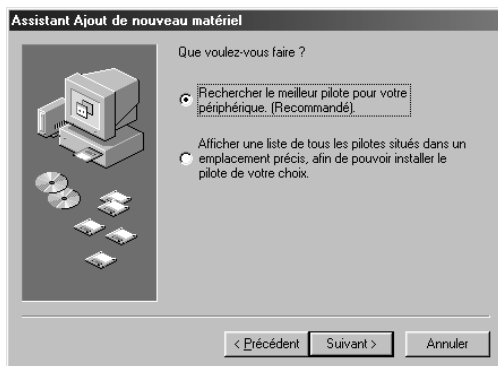 Assistant Ajout de nouveau matériel
Que voulez-vous faire ?
Rechercher le meilleur pilote pour votre
périphérique. (Recommandé).
Afficher une liste de tous les pilotes situés dans un
emplacement précis, afin de pouvoir installer le
pilote de votre choix.
< Précédent
Suivant >
Annuler